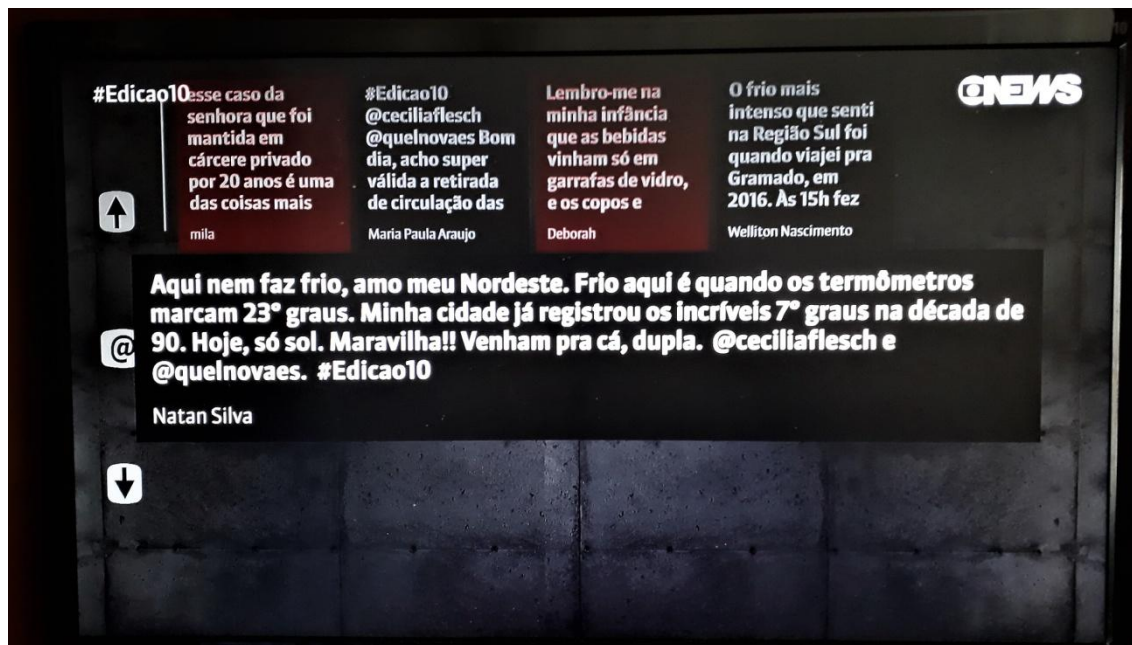 #Edicao10
esse caso da
senhora que foi
mantida em
cárcere privado
por 20 anos é uma
das coisas mais
mila
#Edicao10
@ceciliaflesch
@quelnovaes Bom
dia, acho super
válida a retirada
de circulação das
Maria Paula Araujo
Lembro-me na
minha infância
que as bebidas
vinham só em
garrafas de vidro,
e os copos e
Deborah
O frio mais
intenso que senti
na Região Sul foi
quando viajei pra
Gramado, em
2016. Às 15h fez
Welliton Nascimento
GNEWS
Aqui nem faz frio, amo meu Nordeste. Frio aqui é quando os termômetros
marcam 23° graus. Minha cidade já registrou os incríveis 7° graus na década de
90. Hoje, só sol. Maravilha!! Venham pra cá, dupla. @ceciliaflesch e
@quelnovaes. #Edicao10
Natan Silva
@